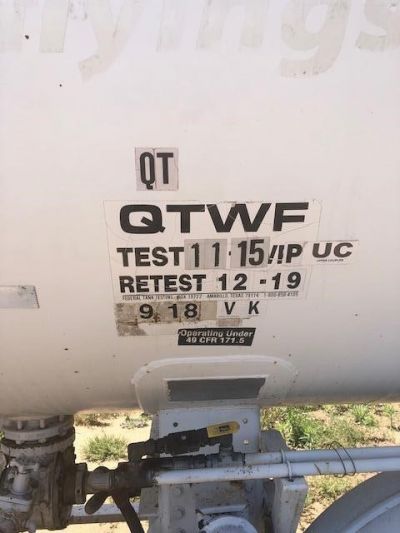 QT
QTWF
TEST 11-15 /IP UC
RETEST 12-19
9 18 V K
Operating Under
49 CFR 171.5